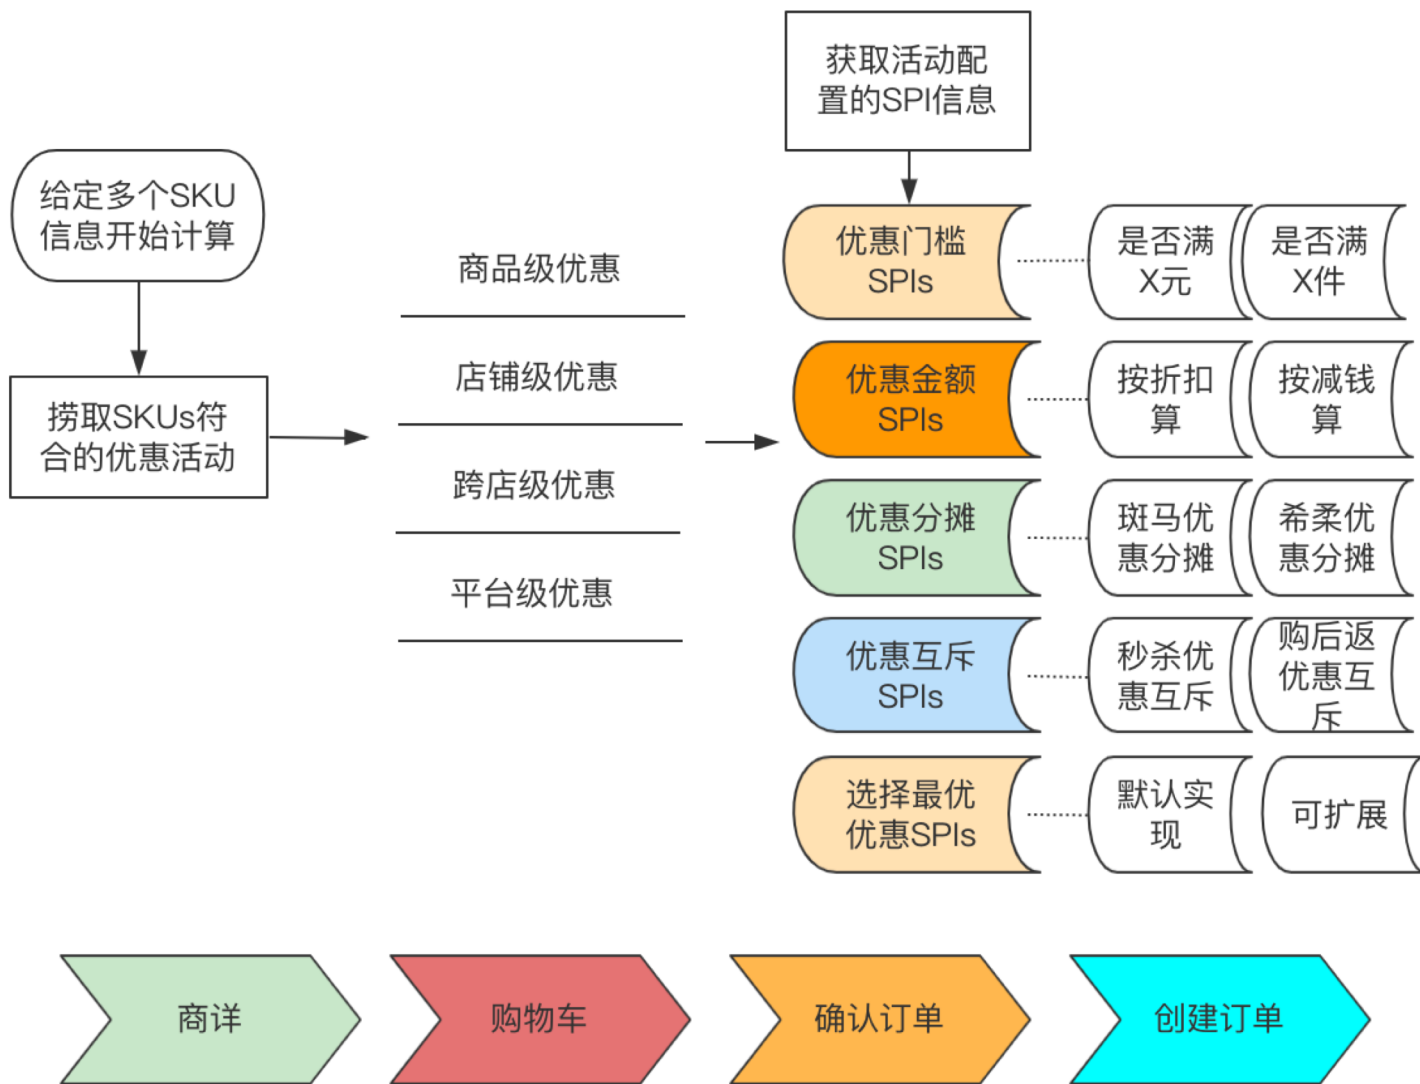 获取活动配
置的SPI信息
给定多个SKU
信息开始计算
捞取SKUs符
合的优惠活动
商品级优惠
店铺级优惠
跨店级优惠
平台级优惠
优惠门槛
SPIs
是否满
X元
是否满
X件
优惠金额
SPIs
按折扣
算
按减钱
算
优惠分摊
SPIs
斑马优
惠分摊
希柔优
惠分摊
优惠互斥
SPIs
秒杀优
惠互斥
购后返
优惠互
斥
选择最优
优惠SPIs
默认实
现
可扩展
商详
购物车
确认订单
创建订单